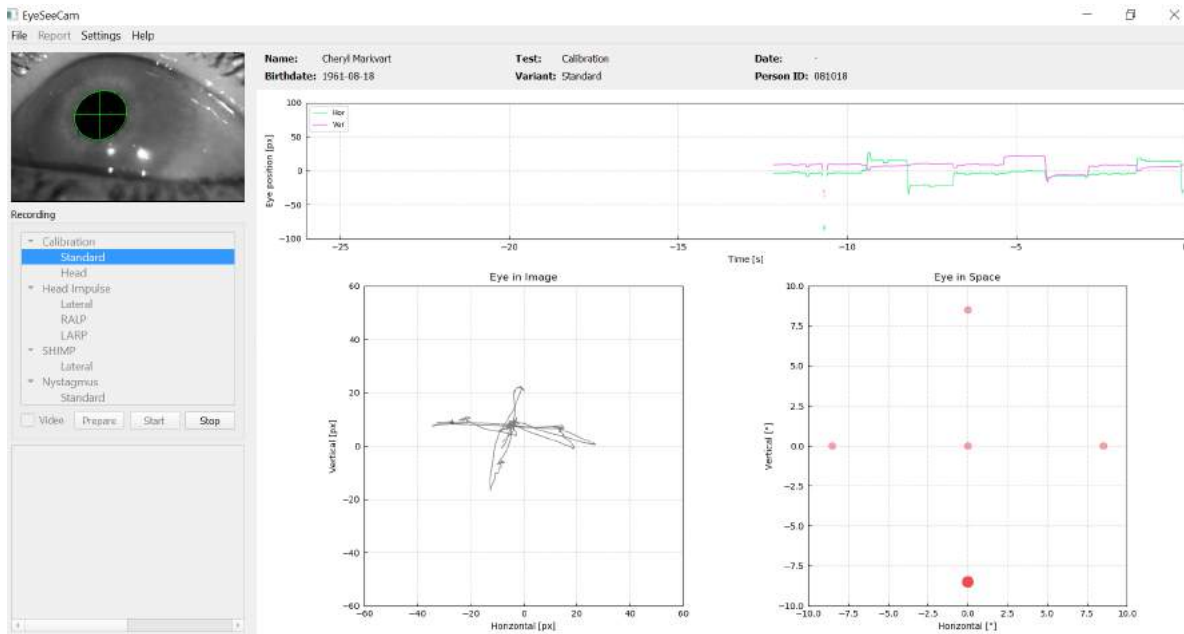 EyeSeeCam
File Report Settings Help
Name: Cheryl Markvart Test: Calibration Date: -
Birthdate: 1961-08-18 Variant: Standard Person ID: 081018
100
50
0
−50
−100
Eye position [px]
Hor
Ver
−25 −20 −15 −10 −5 0
Time [s]
Recording
Calibration
Standard
Head
Head Impulse
Lateral
RALP
LARP
SHIMP
Lateral
Nystagmus
Standard
Video Prepare Start Stop
Eye in Image
60
40
20
0
−20
−40
−60
Vertical [px]
−60 −40 −20 0 20 40 60
Horizontal [px]
Eye in Space
10.0
7.5
5.0
2.5
0.0
−2.5
−5.0
−7.5
−10.0
Vertical [°]
−10.0 −7.5 −5.0 −2.5 0.0 2.5 5.0 7.5 10.0
Horizontal [°]